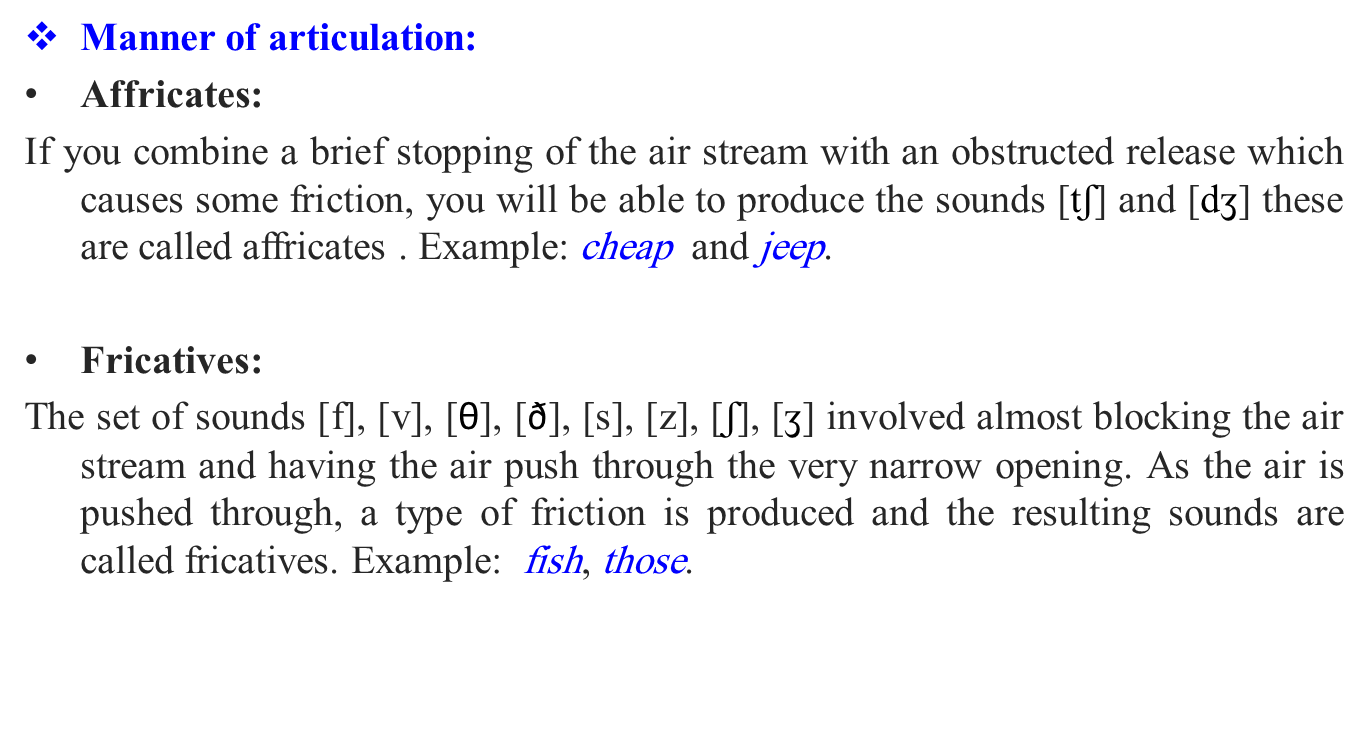 ❖ Manner of articulation:
• Affricates:
If you combine a brief stopping of the air stream with an obstructed release which
causes some friction, you will be able to produce the sounds [tʃ] and [dʒ] these
are called affricates . Example: cheap and jeep.
• Fricatives:
The set of sounds [f], [v], [θ], [ð], [s], [z], [ʃ], [ʒ] involved almost blocking the air
stream and having the air push through the very narrow opening. As the air is
pushed through, a type of friction is produced and the resulting sounds are
called fricatives. Example: fish, those.